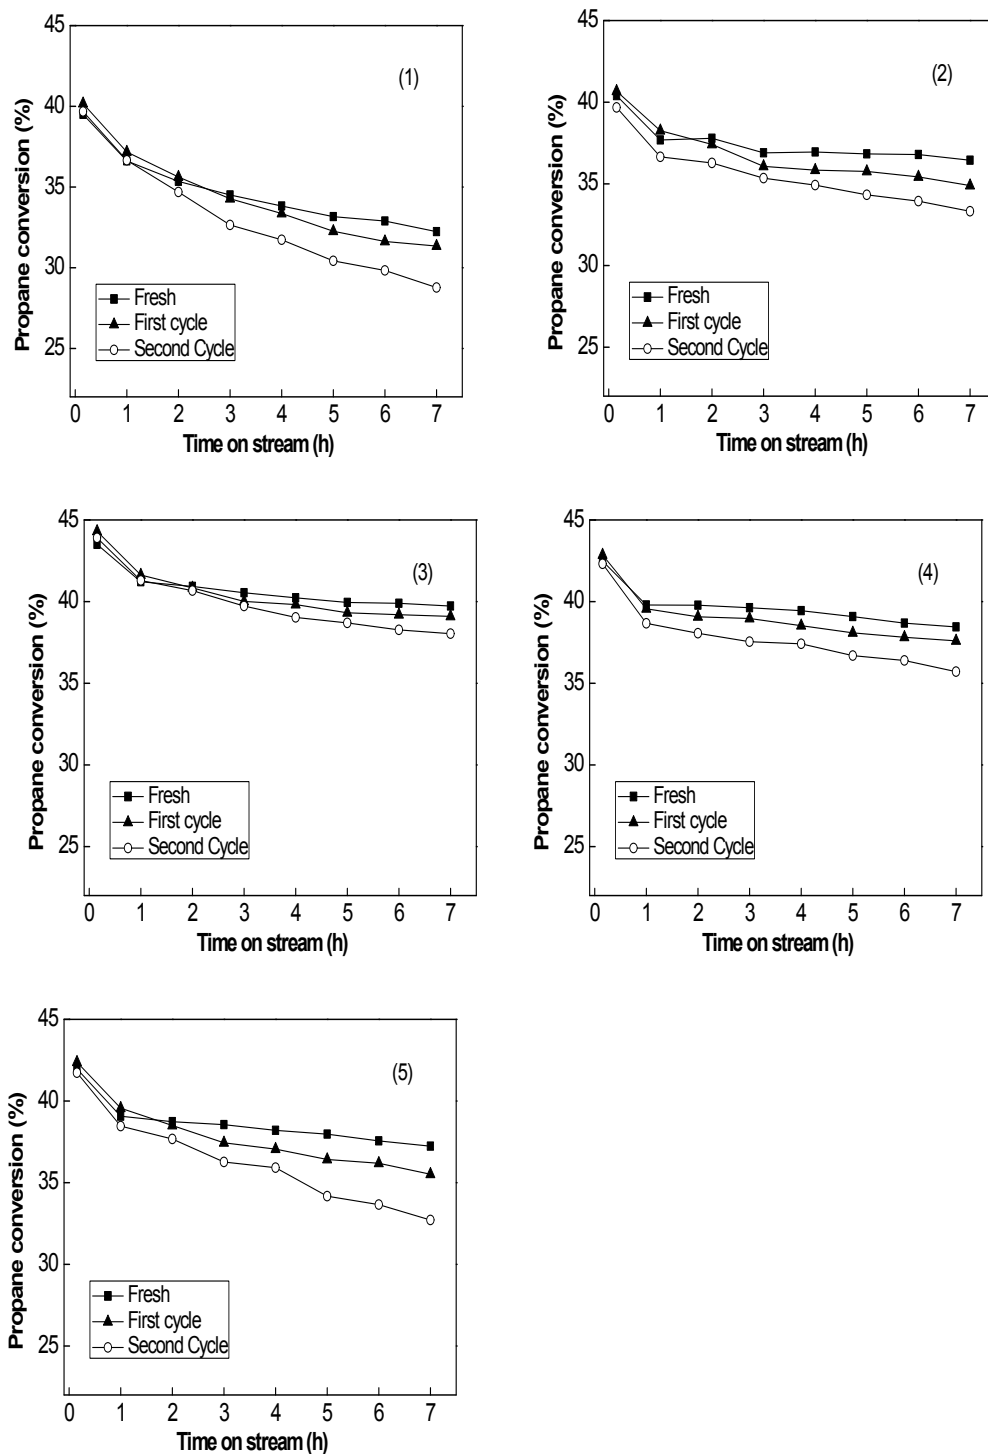 45
40
35
30
25
Propane conversion (%)
(1)
Fresh
First cycle
Second Cycle
0 1 2 3 4 5 6 7
Time on stream (h)
45
40
35
30
25
Propane conversion (%)
(2)
Fresh
First cycle
Second Cycle
0 1 2 3 4 5 6 7
Time on stream (h)
45
40
35
30
25
Propane conversion (%)
(3)
Fresh
First cycle
Second Cycle
0 1 2 3 4 5 6 7
Time on stream (h)
45
40
35
30
25
Propane conversion (%)
(4)
Fresh
First cycle
Second Cycle
0 1 2 3 4 5 6 7
Time on stream (h)
45
40
35
30
25
Propane conversion (%)
(5)
Fresh
First cycle
Second Cycle
0 1 2 3 4 5 6 7
Time on stream (h)